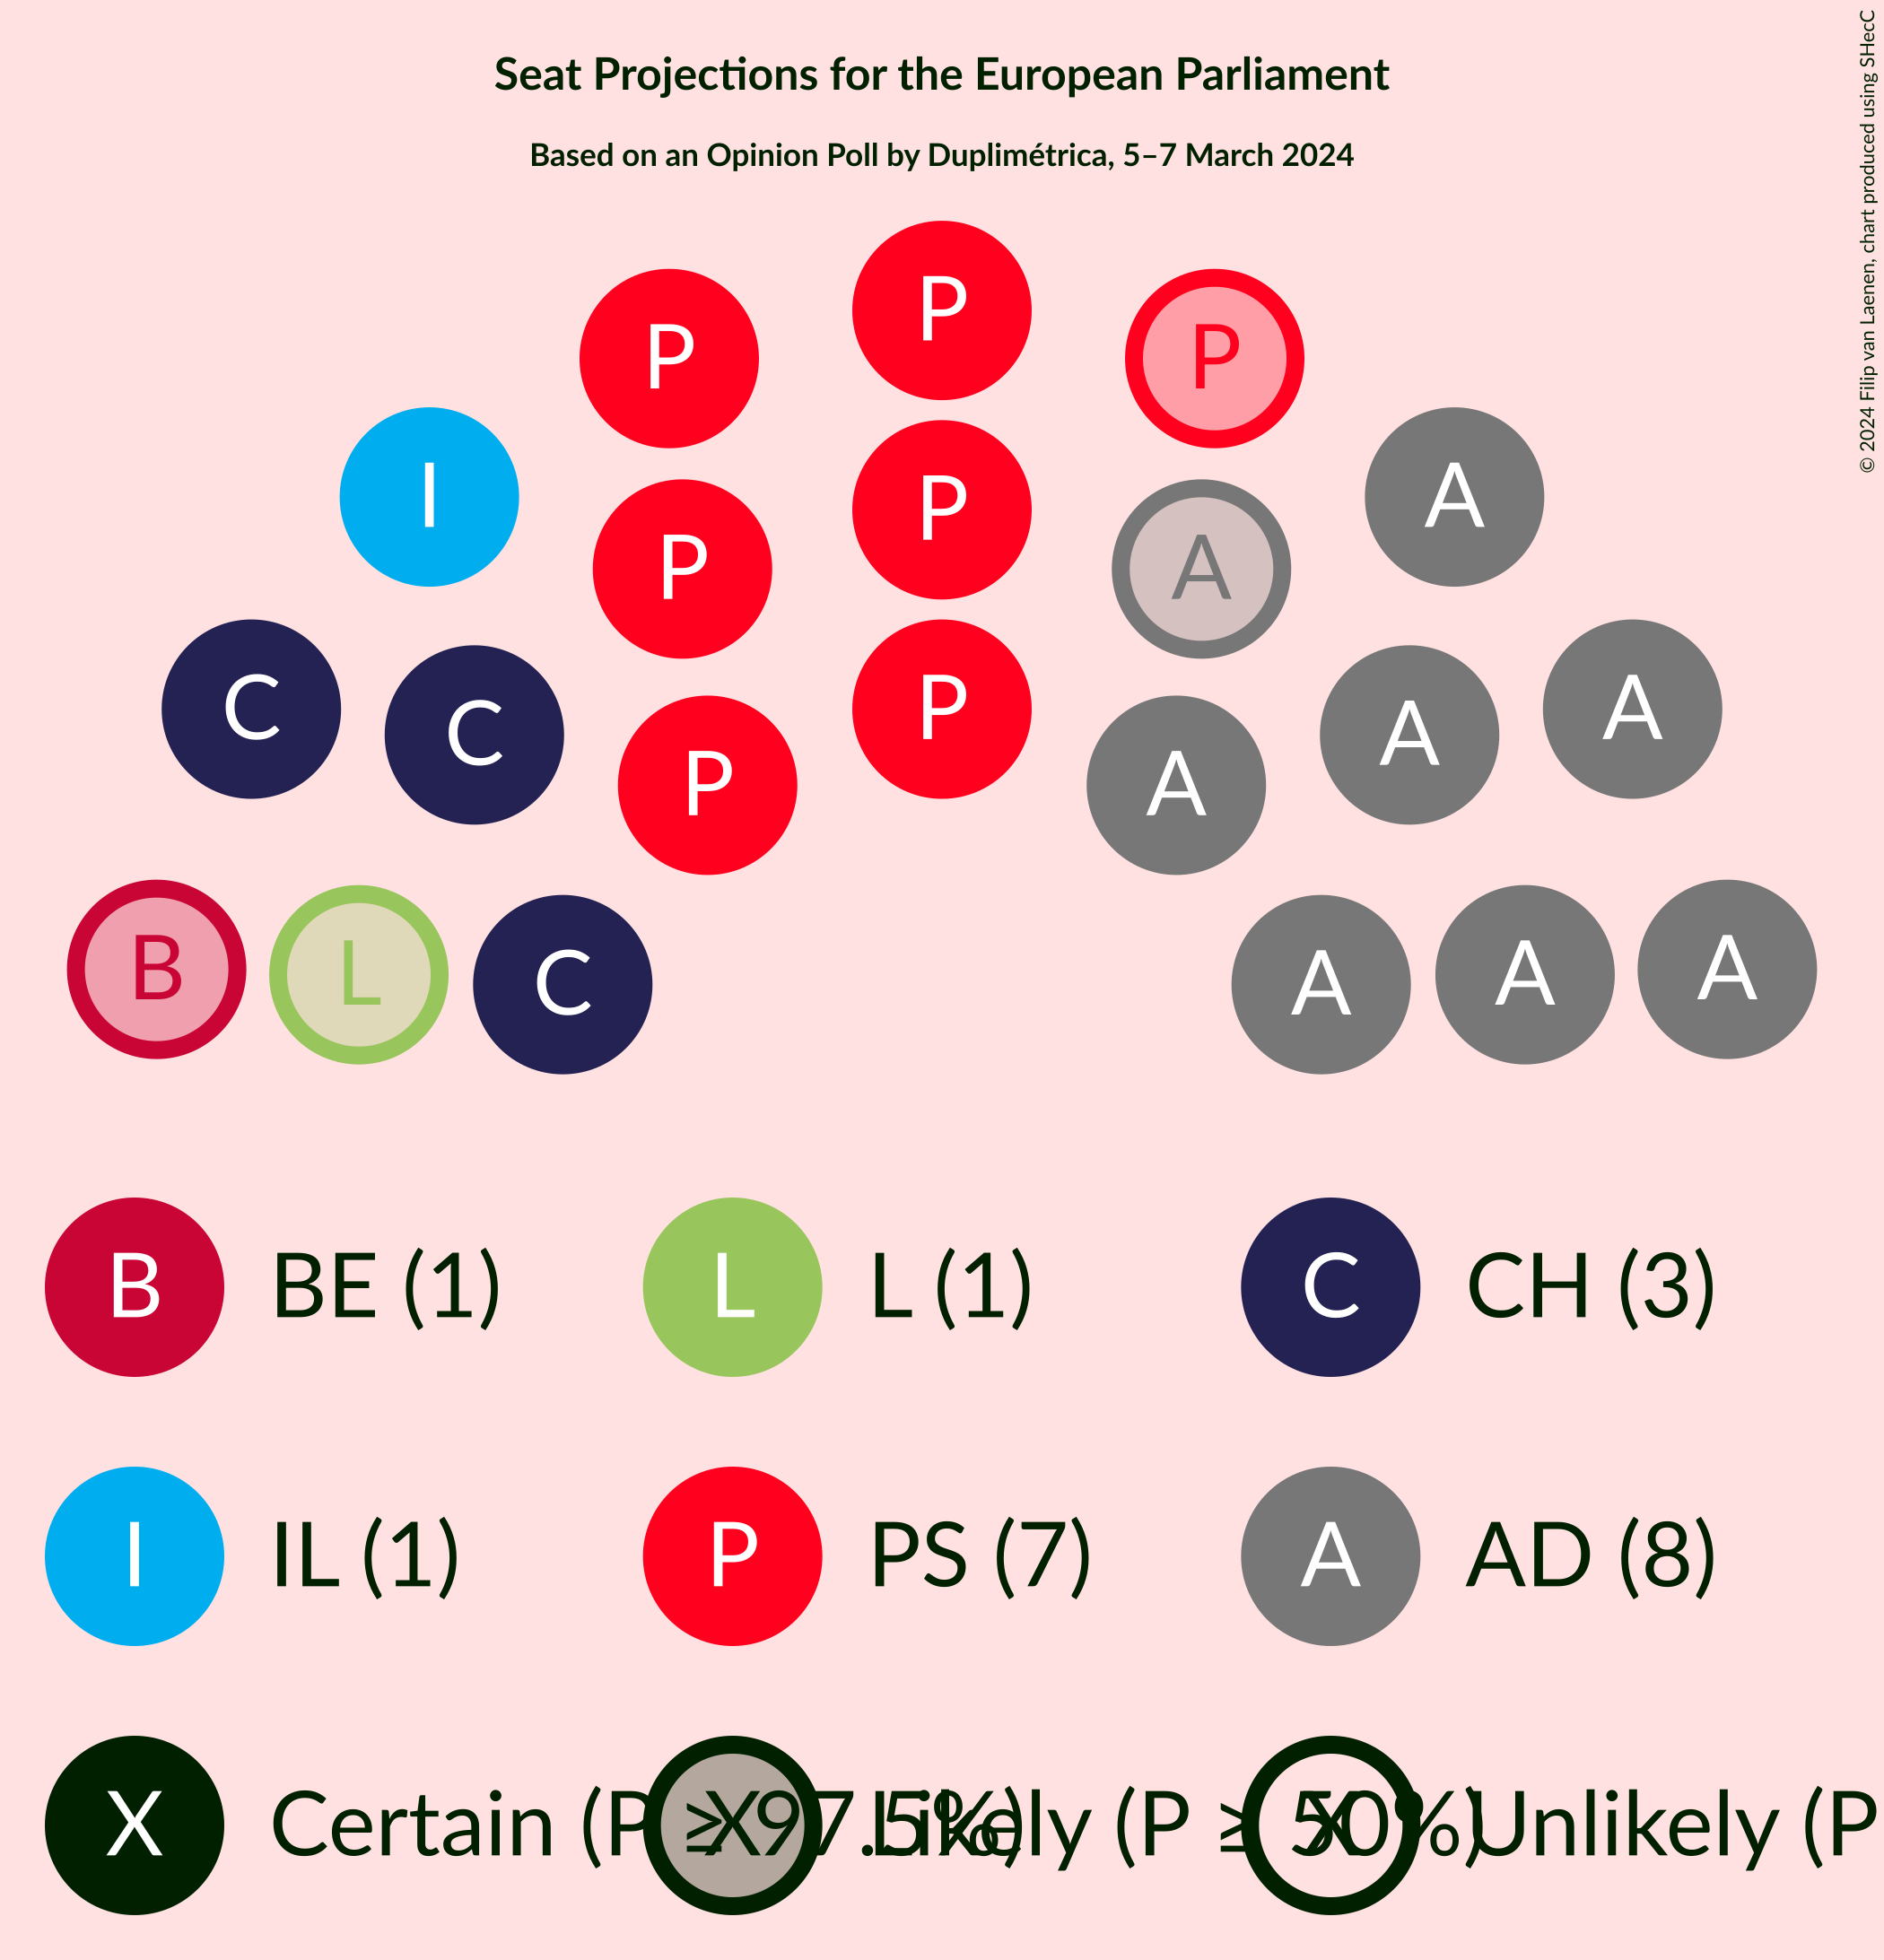 Seat Projections for the European Parliament
Based on an Opinion Poll by Duplimétrica, 5–7 March 2024
© 2024 Filip van Laenen, chart produced using SHecC
P
P P
I P A
P P A
C C P C A A
P A
B L C A A A
B BE (1) L L (1) C CH (3)
I IL (1) P PS (7) A AD (8)
X Certain (P ≥ 97.5%) X Likely (P ≥ 50%) X Unlikely (P